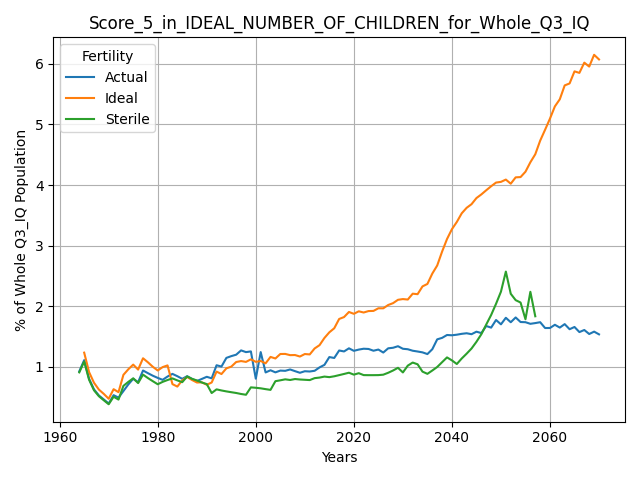 Score_5_in_IDEAL_NUMBER_OF_CHILDREN_for_Whole_Q3_IQ
Fertility
Actual
Ideal
Sterile
% of Whole Q3_IQ Population
6
5
4
3
2
1
1960
1980
2000
2020
2040
2060
Years